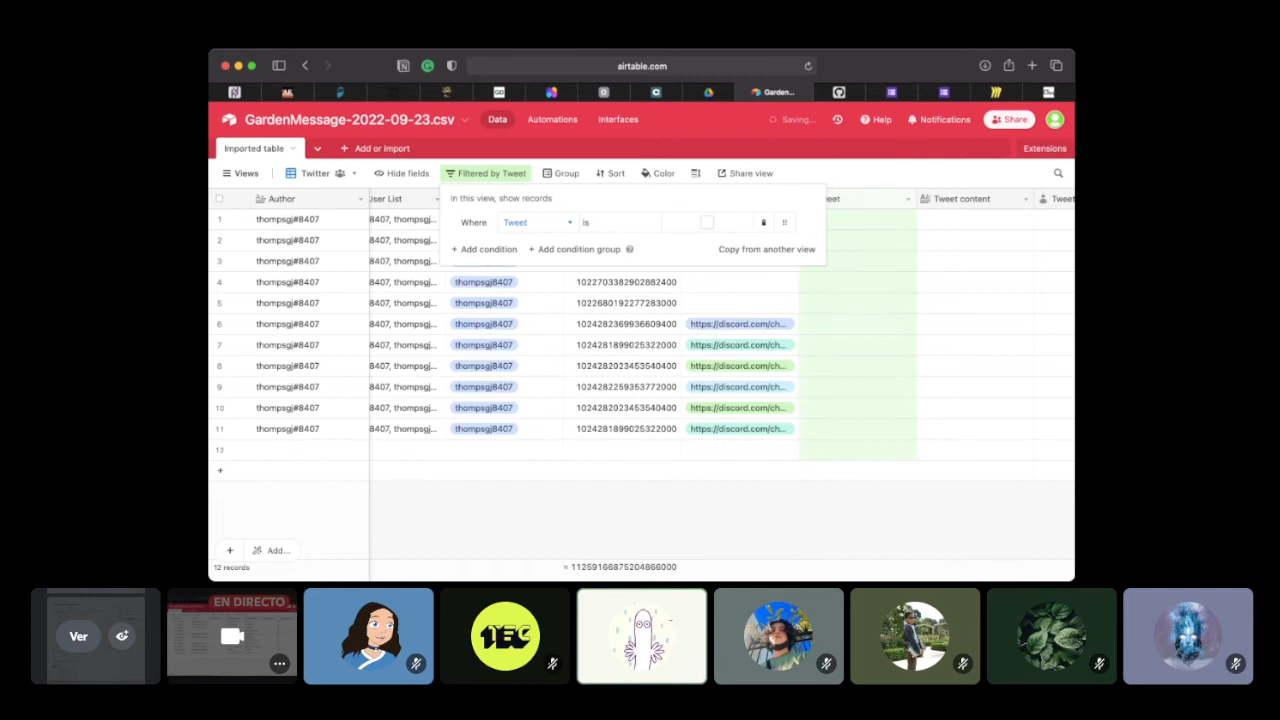 airtable.com
GD
Garden...
GardenMessage-2022-09-23.csv
Data
Automations
Interfaces
Saving...
Help
Notifications
Share
Imported table
Add or import
Extensions
Views
Twitter
Hide fields
Filtered by Tweet
Group
Sort
Color
Share view
Author
User List
Tweet content
In this view, show records
Where Tweet is
+ Add condition
+ Add condition group
Copy from another view
1 thompsgj#8407 8407, thompsgj...
2 thompsgj#8407 8407, thompsgj...
3 thompsgj#8407 8407, thompsgj...
4 thompsgj#8407 8407, thompsgj... thompsgj8407 1022703382902882400
5 thompsgj#8407 8407, thompsgj... thompsgj8407 1022680192277283000
6 thompsgj#8407 8407, thompsgj... thompsgj8407 1024282369936609400 https://discord.com/ch...
7 thompsgj#8407 8407, thompsgj... thompsgj8407 1024281899025322000 https://discord.com/ch...
8 thompsgj#8407 8407, thompsgj... thompsgj8407 1024282023453540400 https://discord.com/ch...
9 thompsgj#8407 8407, thompsgj... thompsgj8407 1024282259353772000 https://discord.com/ch...
10 thompsgj#8407 8407, thompsgj... thompsgj8407 1024282023453540400 https://discord.com/ch...
11 thompsgj#8407 8407, thompsgj... thompsgj8407 1024281899025322000 https://discord.com/ch...
12
+
+ Add...
12 records
≈ 11259166875204866000
Ver
EN DIRECTO
1EC